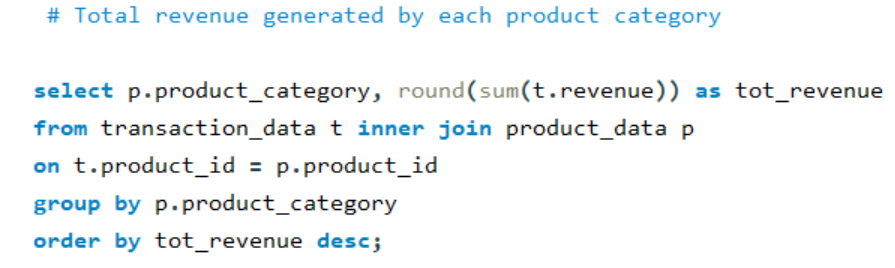 # Total revenue generated by each product category
select p.product_category, round(sum(t.revenue)) as tot_revenue
from transaction_data t inner join product_data p
on t.product_id = p.product_id
group by p.product_category
order by tot_revenue desc;